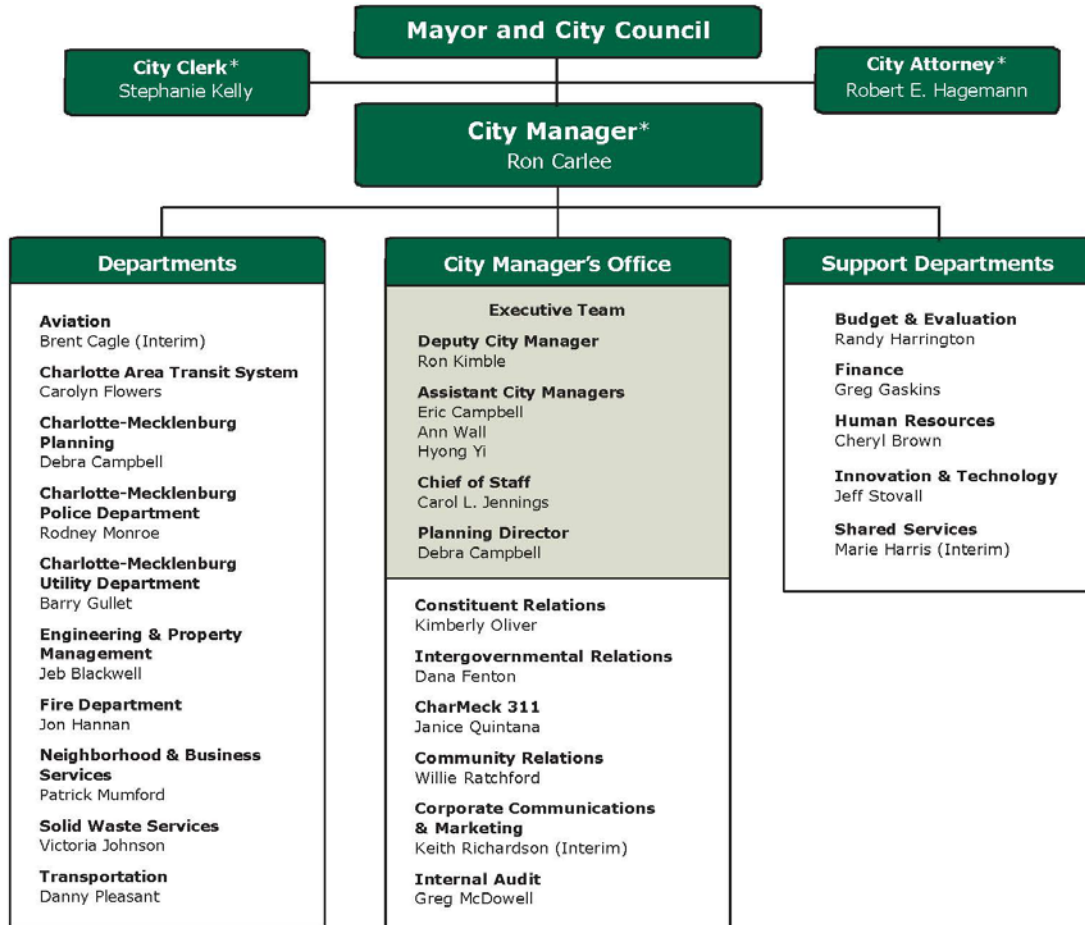 Mayor and City Council
City Clerk*
Stephanie Kelly
City Attorney*
Robert E. Hagemann
City Manager*
Ron Carlee
Departments
Aviation
Brent Cagle (Interim)
Charlotte Area Transit System
Carolyn Flowers
Charlotte-Mecklenburg
Planning
Debra Campbell
Charlotte-Mecklenburg
Police Department
Rodney Monroe
Charlotte-Mecklenburg
Utility Department
Barry Gullet
Engineering & Property
Management
Jeb Blackwell
Fire Department
Jon Hannan
Neighborhood & Business
Services
Patrick Mumford
Solid Waste Services
Victoria Johnson
Transportation
Danny Pleasant
City Manager's Office
Executive Team
Deputy City Manager
Ron Kimble
Assistant City Managers
Eric Campbell
Ann Wall
Hyong Yi
Chief of Staff
Carol L. Jennings
Planning Director
Debra Campbell
Constituent Relations
Kimberly Oliver
Intergovernmental Relations
Dana Fenton
CharMeck 311
Janice Quintana
Community Relations
Willie Ratchford
Corporate Communications
& Marketing
Keith Richardson (Interim)
Internal Audit
Greg McDowell
Support Departments
Budget & Evaluation
Randy Harrington
Finance
Greg Gaskins
Human Resources
Cheryl Brown
Innovation & Technology
Jeff Stovall
Shared Services
Marie Harris (Interim)